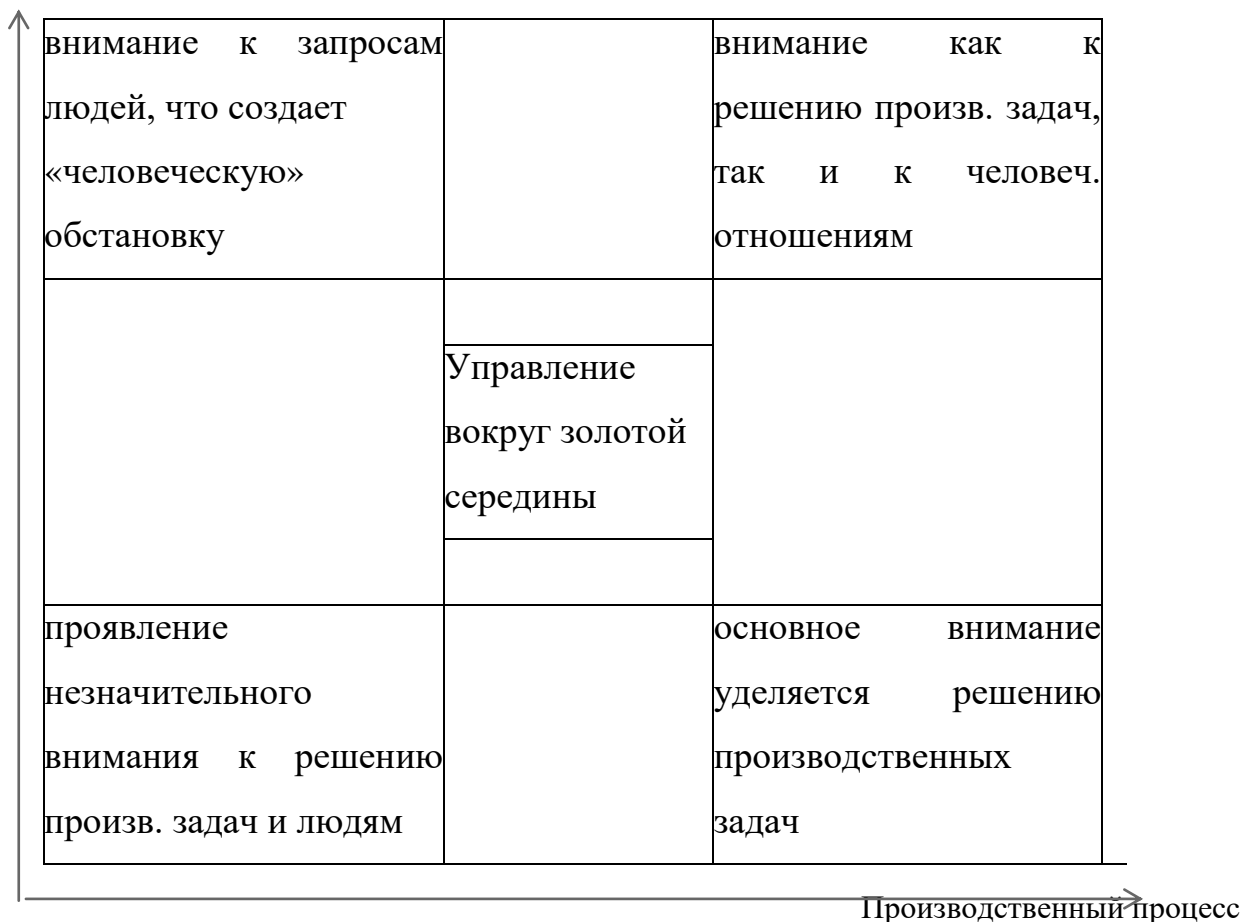 внимание к запросам
людей, что создает
«человеческую»
обстановку
внимание как к
решению произв. задач,
так и к человеч.
отношениям
Управление
вокруг золотой
середины
проявление
незначительного
внимания к решению
произв. задач и людям
основное внимание
уделяется решению
производственных
задач
Производственный процесс